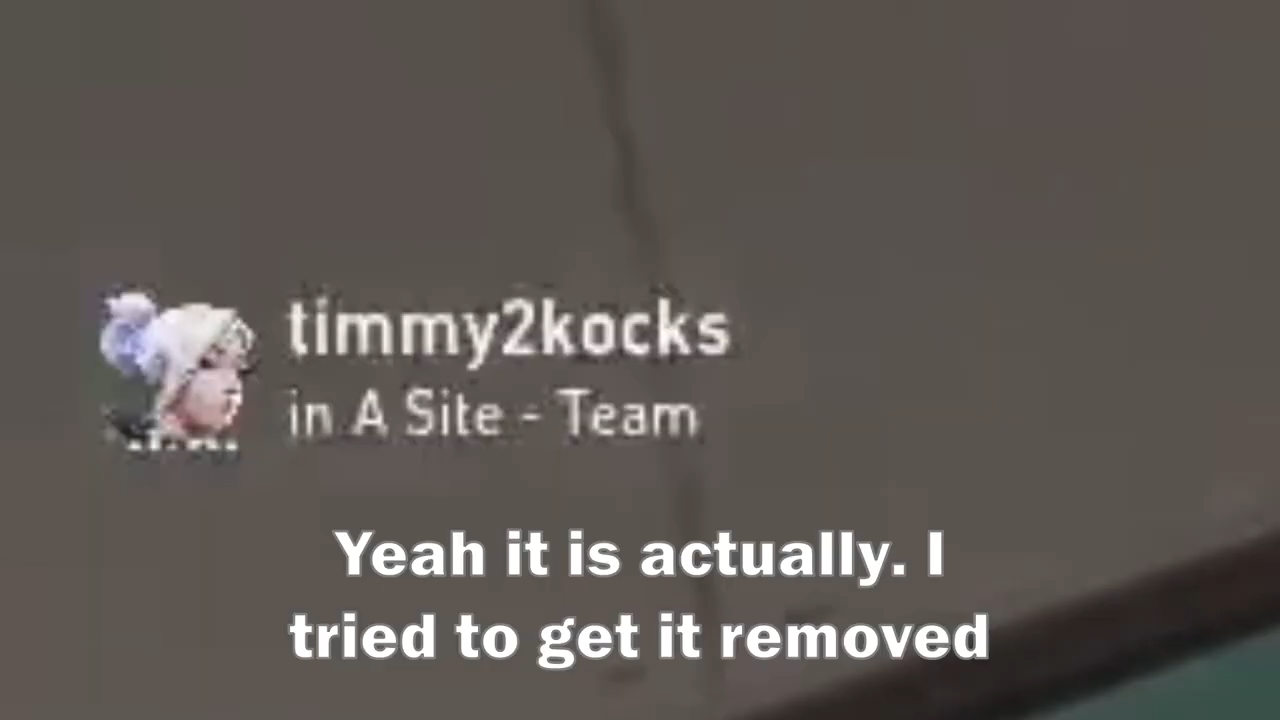 timmy2kocks
in A Site - Team
Yeah it is actually. I
tried to get it removed